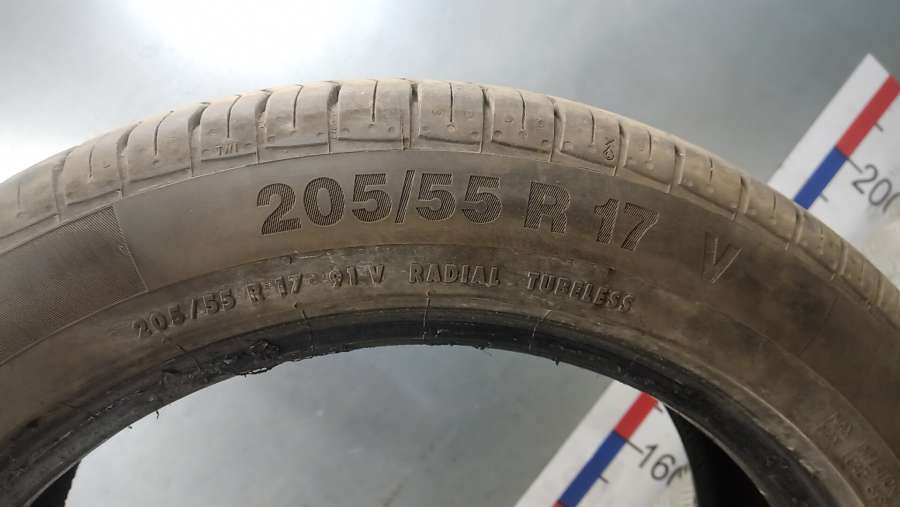 TWI
205/55 R 17 V
205/55 R 17 91 V RADIAL TUBELESS
200
160